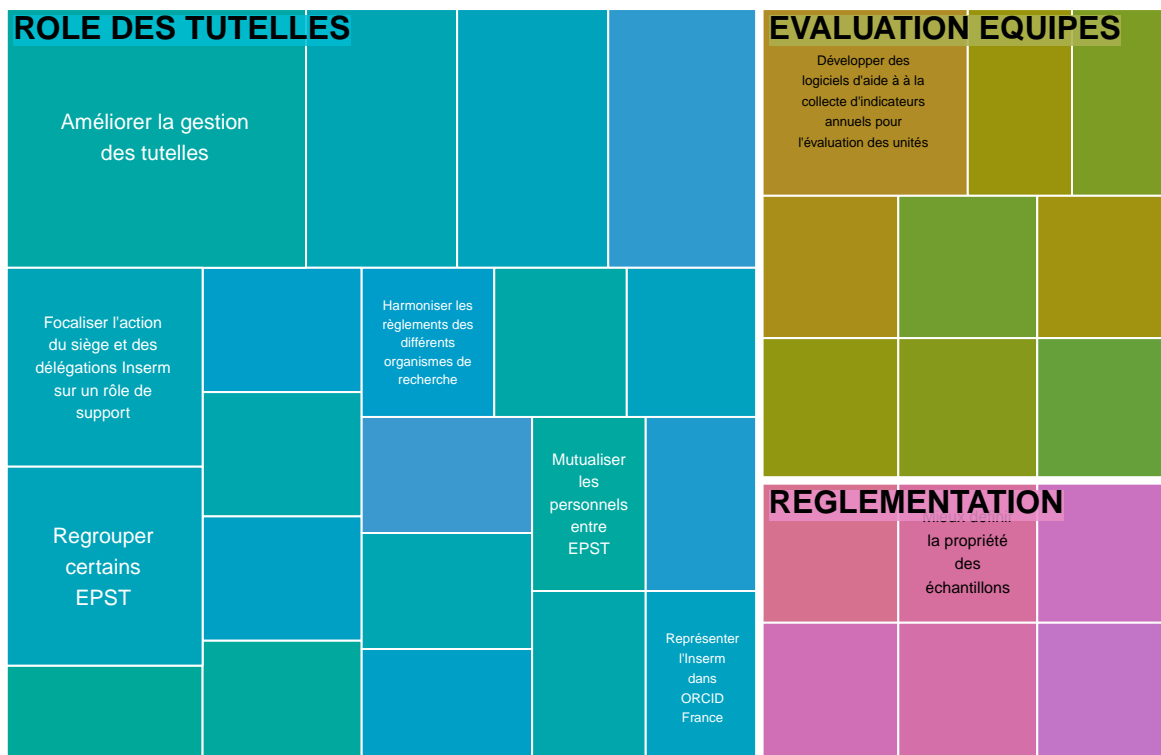 ROLE DES TUTELLES
Améliorer la gestion
des tutelles
Focaliser l'action
du siège et des
délégations Inserm
sur un rôle de
support
Harmoniser les
règlements des
différents
organismes de
recherche
Regrouper
certains
EPST
Mutualiser
les
personnels
entre
EPST
Représenter
l'Inserm
dans
ORCID
France
EVALUATION EQUIPES
Développer des
logiciels d'aide à à la
collecte d'indicateurs
annuels pour
l'évaluation des unités
REGLEMENTATION
Mieux définir
la propriété
des
échantillons